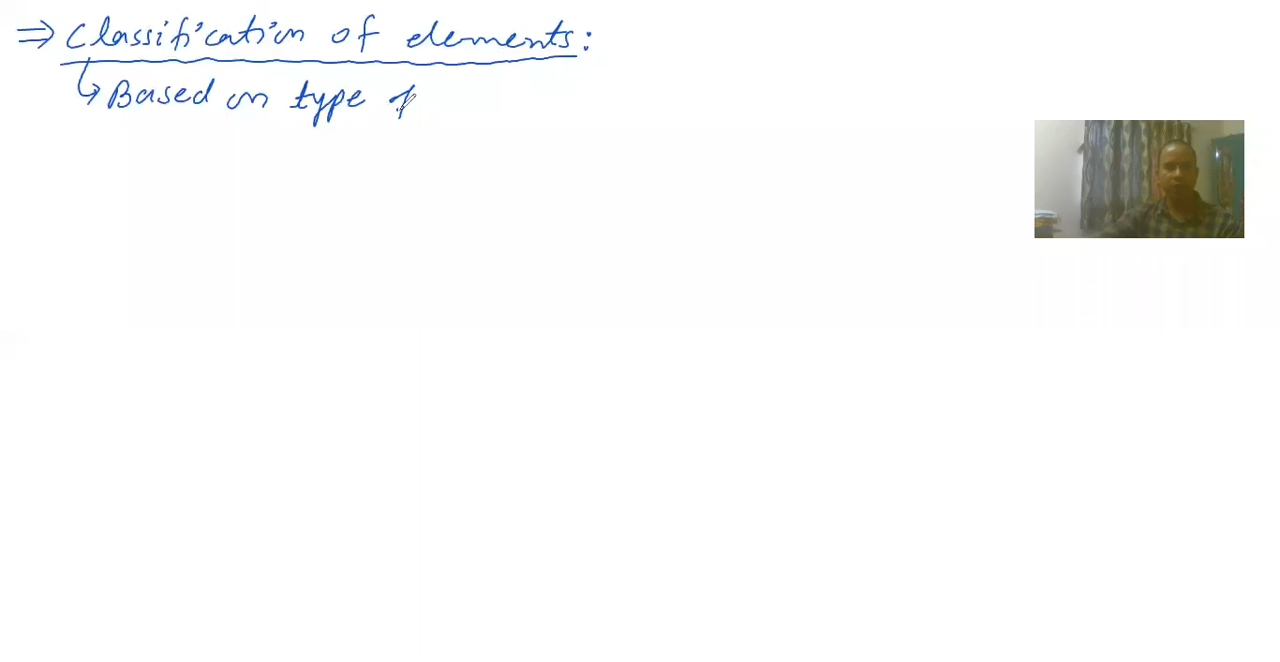 ⇒ Classification of elements:
↳ Based on type